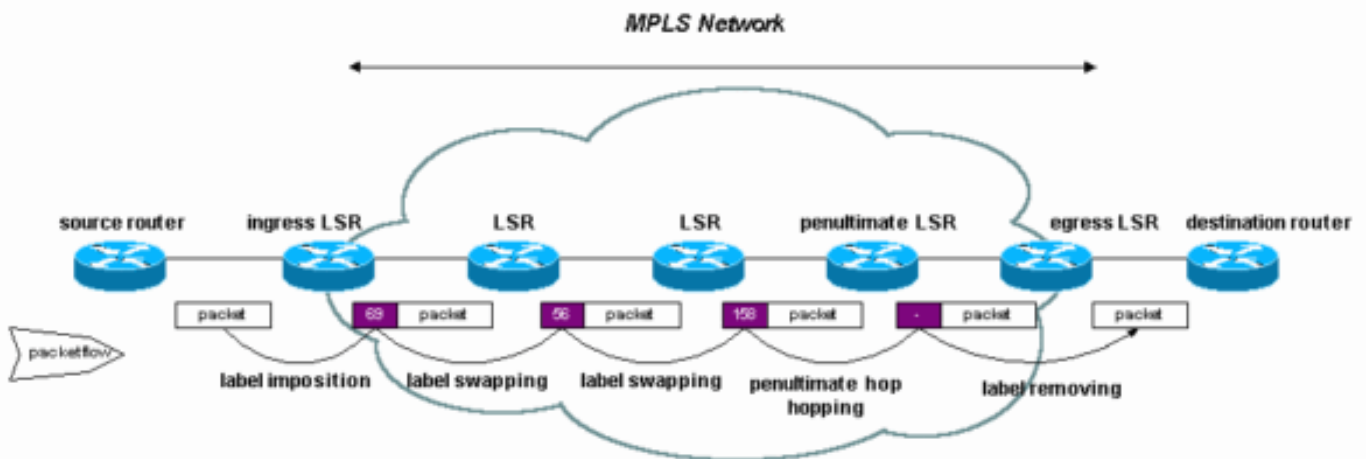 MPLS Network
source router
ingress LSR
LSR
LSR
penultimate LSR
egress LSR
destination router
packet
69 packet
56 packet
158 packet
- packet
packet
packetflow
label imposition
label swapping
label swapping
penultimate hop
hopping
label removing